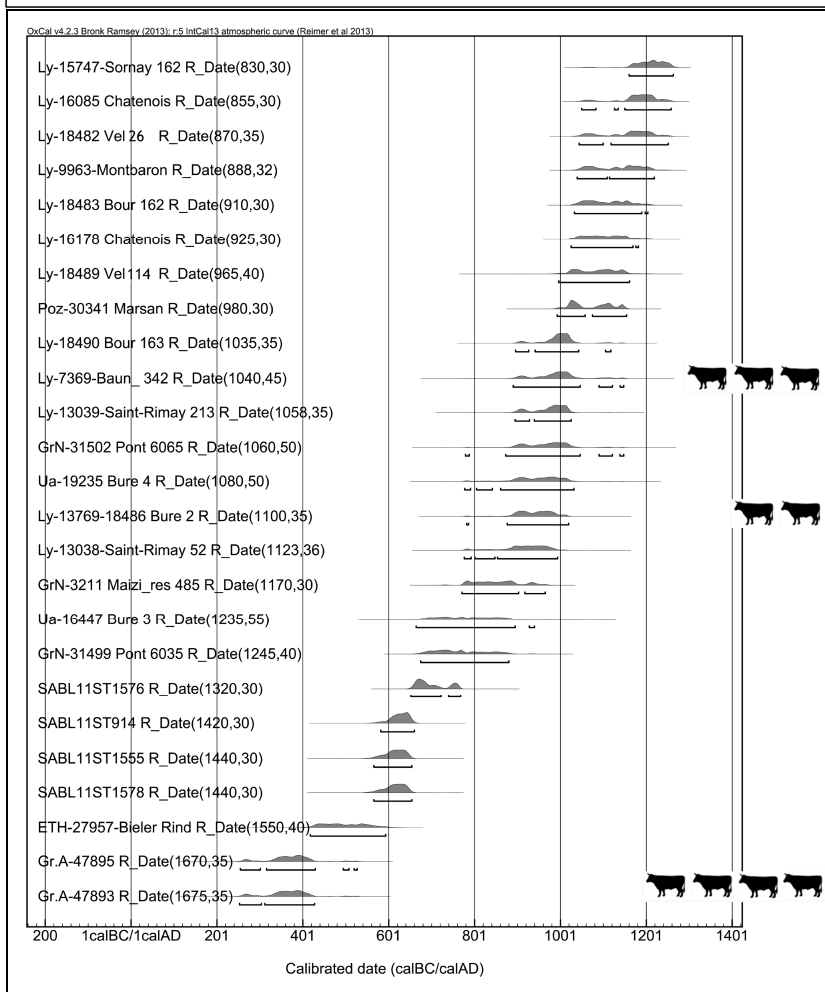 OxCal v4.2.3 Bronk Ramsey (2013); r:5 IntCal13 atmospheric curve (Reimer et al 2013)
Ly-15747-Sornay 162 R_Date(830,30)
Ly-16085 Chatenois R_Date(855,30)
Ly-18482 Vel 26 R_Date(870,35)
Ly-9963-Montbaron R_Date(888,32)
Ly-18483 Bour 162 R_Date(910,30)
Ly-16178 Chatenois R_Date(925,30)
Ly-18489 Vel 114 R_Date(965,40)
Poz-30341 Marsan R_Date(980,30)
Ly-18490 Bour 163 R_Date(1035,35)
Ly-7369-Baun_ 342 R_Date(1040,45)
Ly-13039-Saint-Rimay 213 R_Date(1058,35)
GrN-31502 Pont 6065 R_Date(1060,50)
Ua-19235 Bure 4 R_Date(1080,50)
Ly-13769-18486 Bure 2 R_Date(1100,35)
Ly-13038-Saint-Rimay 52 R_Date(1123,36)
GrN-3211 Maizi_res 485 R_Date(1170,30)
Ua-16447 Bure 3 R_Date(1235,55)
GrN-31499 Pont 6035 R_Date(1245,40)
SABL11ST1576 R_Date(1320,30)
SABL11ST914 R_Date(1420,30)
SABL11ST1555 R_Date(1440,30)
SABL11ST1578 R_Date(1440,30)
ETH-27957-Bieler Rind R_Date(1550,40)
Gr.A-47895 R_Date(1670,35)
Gr.A-47893 R_Date(1675,35)
200 1calBC/1calAD 201 401 601 801 1001 1201 1401
Calibrated date (calBC/calAD)